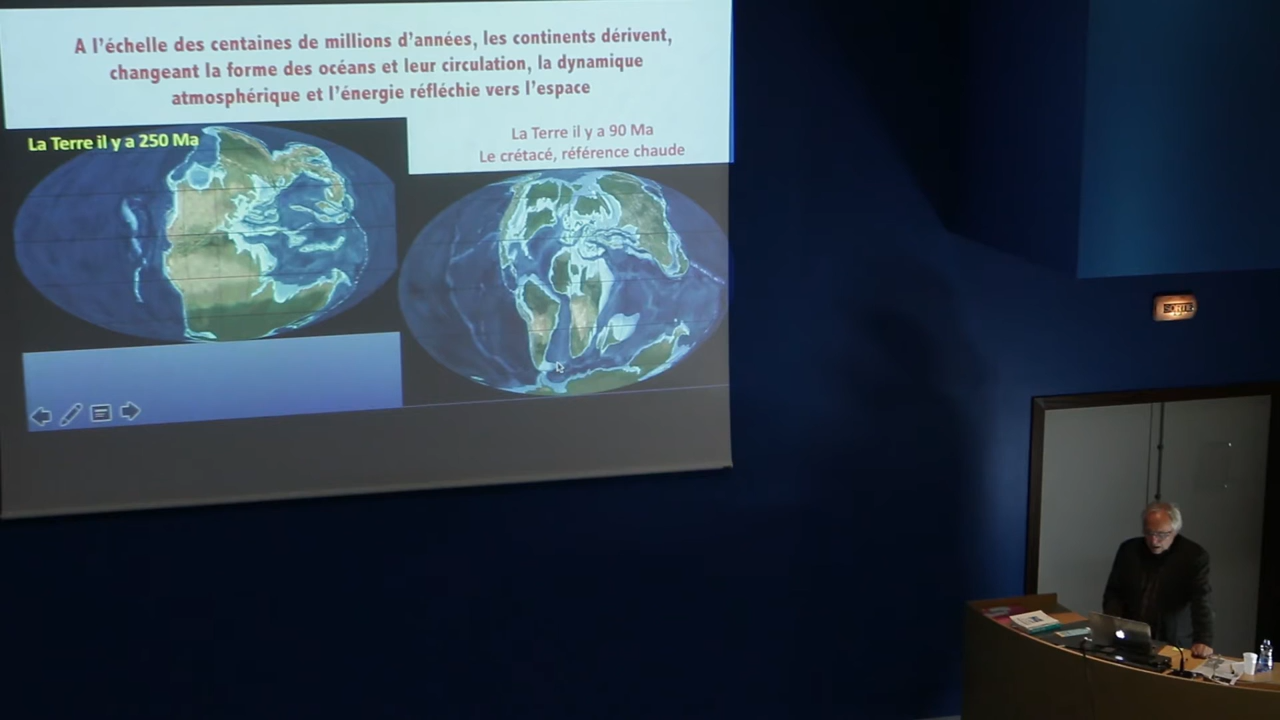 A l'échelle des centaines de millions d'années, les continents dérivent,
changeant la forme des océans et leur circulation, la dynamique
atmosphérique et l'énergie réfléchie vers l'espace
La Terre il y a 250 Ma
La Terre il y a 90 Ma
Le crétacé, référence chaude
SORTIE